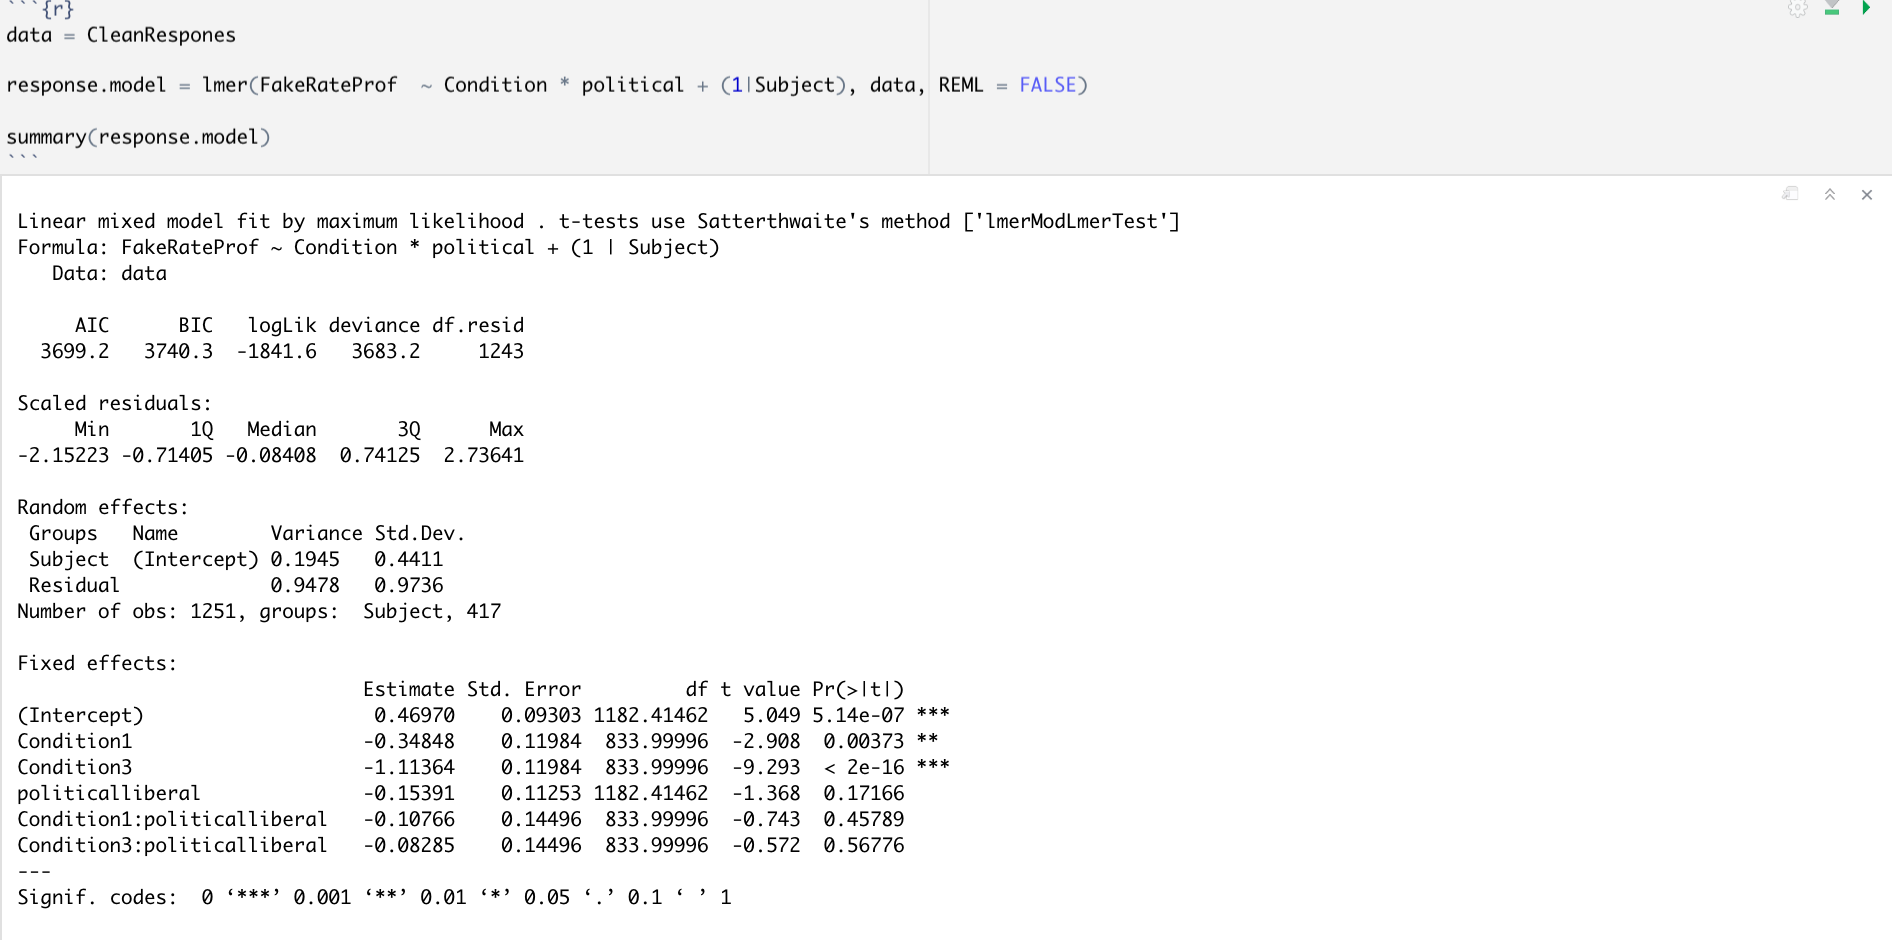 ```{r}
data = CleanRespones
response.model = lmer(FakeRateProf  ~ Condition * political + (1|Subject), data, REML = FALSE)
summary(response.model)
```
Linear mixed model fit by maximum likelihood . t-tests use Satterthwaite's method ['lmerModLmerTest']
Formula: FakeRateProf ~ Condition * political + (1 | Subject)
   Data: data
     AIC      BIC   logLik deviance df.resid
  3699.2   3740.3  -1841.6   3683.2     1243
Scaled residuals:
     Min       1Q   Median       3Q      Max
-2.15223 -0.71405 -0.08408  0.74125  2.73641
Random effects:
 Groups   Name        Variance Std.Dev.
 Subject  (Intercept) 0.1945   0.4411
 Residual             0.9478   0.9736
Number of obs: 1251, groups:  Subject, 417
Fixed effects:
                              Estimate Std. Error         df t value Pr(>|t|)
(Intercept)                    0.46970    0.09303 1182.41462   5.049 5.14e-07 ***
Condition1                    -0.34848    0.11984  833.99996  -2.908  0.00373 **
Condition3                    -1.11364    0.11984  833.99996  -9.293  < 2e-16 ***
politicalliberal              -0.15391    0.11253 1182.41462  -1.368  0.17166
Condition1:politicalliberal   -0.10766    0.14496  833.99996  -0.743  0.45789
Condition3:politicalliberal   -0.08285    0.14496  833.99996  -0.572  0.56776
---
Signif. codes:  0 ‘***’ 0.001 ‘**’ 0.01 ‘*’ 0.05 ‘.’ 0.1 ‘ ’ 1